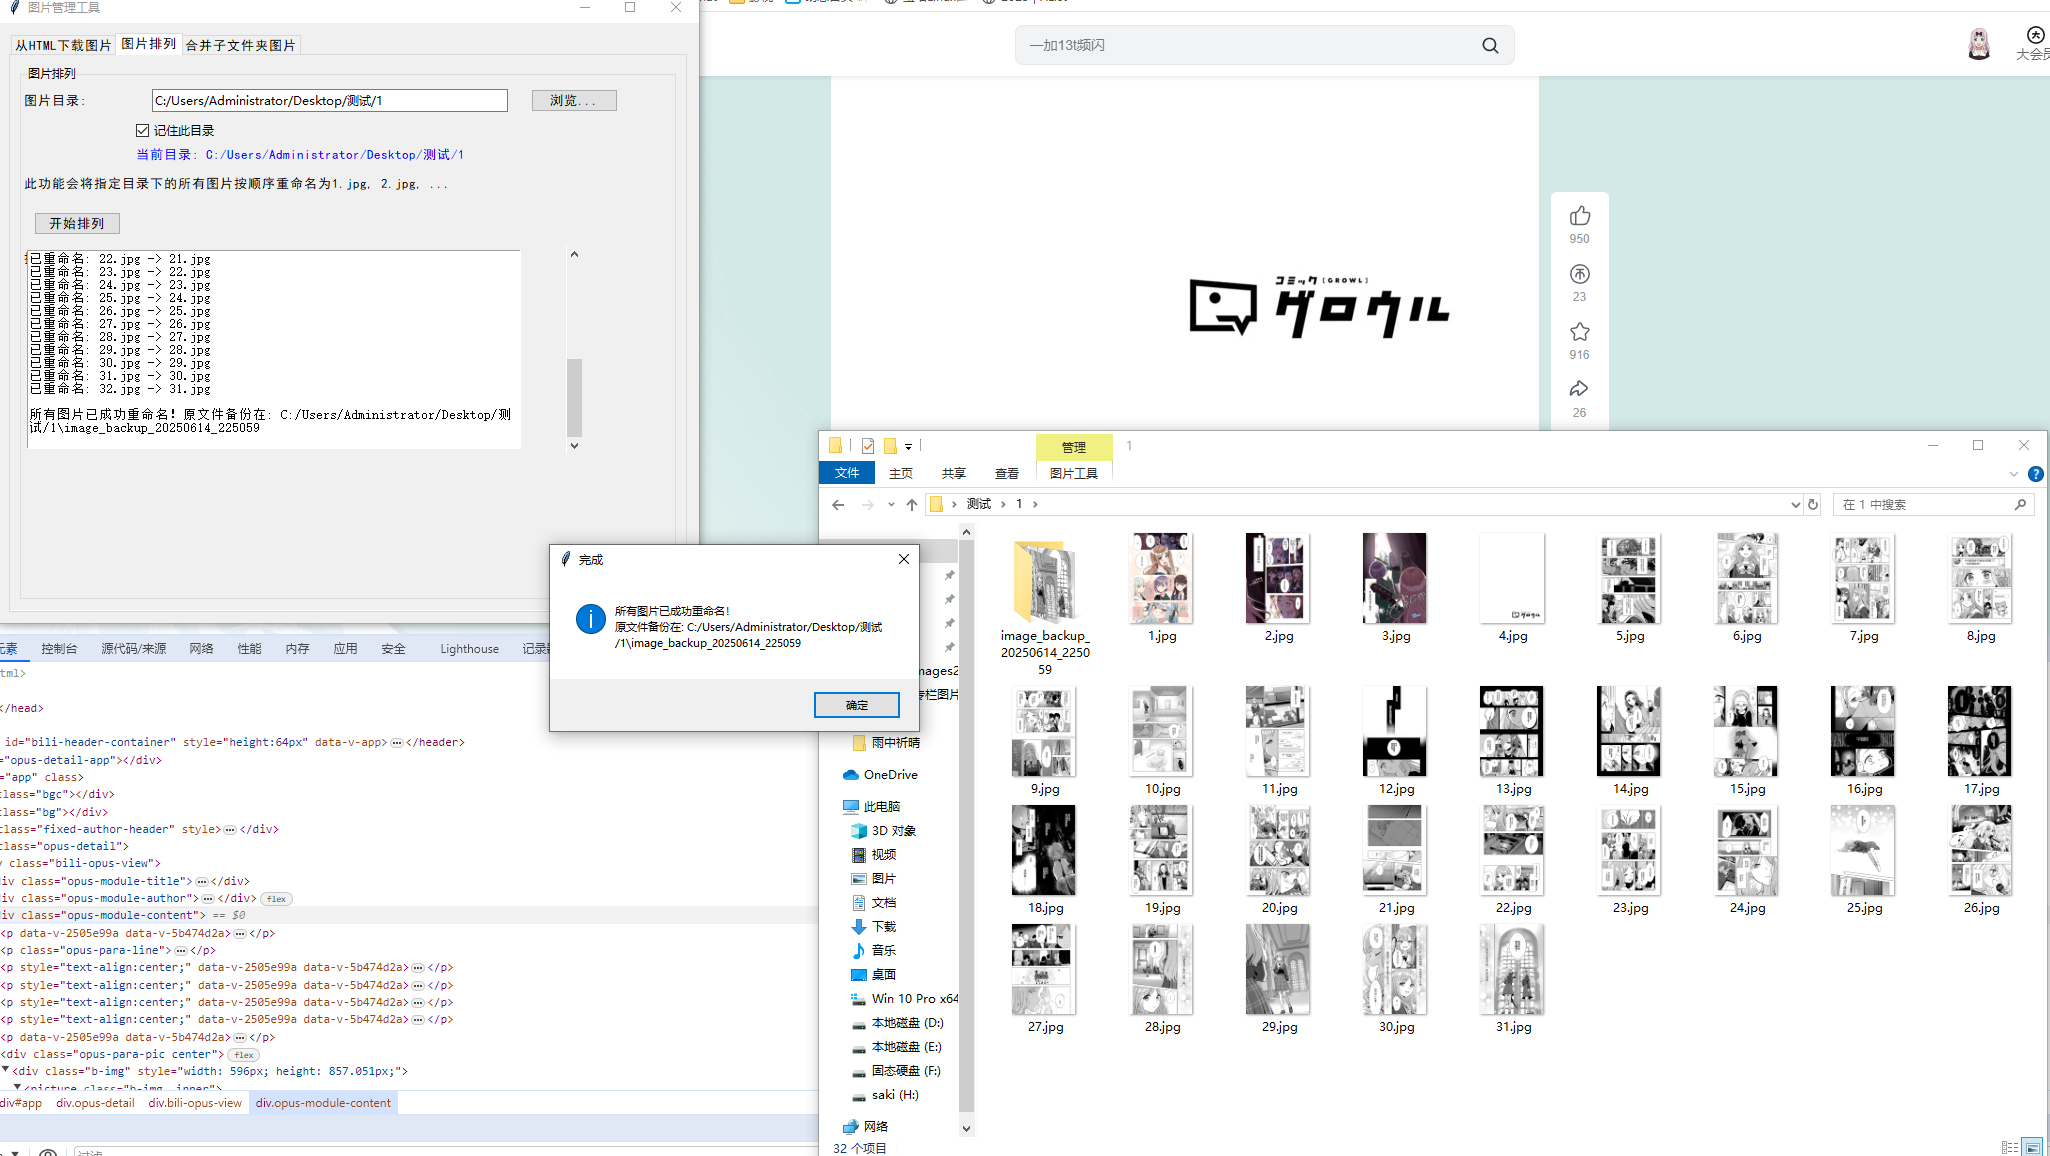 图片管理工具
从HTML下载图片
图片排列
合并子文件夹图片
图片排列
图片目录:
C:/Users/Administrator/Desktop/测试/1
浏览...
记住此目录
当前目录: C:/Users/Administrator/Desktop/测试/1
此功能会将指定目录下的所有图片按顺序重命名为1.jpg, 2.jpg, ...
开始排列
已重命名: 22.jpg -> 21.jpg
已重命名: 23.jpg -> 22.jpg
已重命名: 24.jpg -> 23.jpg
已重命名: 25.jpg -> 24.jpg
已重命名: 26.jpg -> 25.jpg
已重命名: 27.jpg -> 26.jpg
已重命名: 28.jpg -> 27.jpg
已重命名: 29.jpg -> 28.jpg
已重命名: 30.jpg -> 29.jpg
已重命名: 31.jpg -> 30.jpg
已重命名: 32.jpg -> 31.jpg
所有图片已成功重命名! 原文件备份在: C:/Users/Administrator/Desktop/测
试/1\image_backup_20250614_225059
一加13t频闪
大会员
コミック [GROWL]
グロウル
950
23
916
26
完成
所有图片已成功重命名!
原文件备份在: C:/Users/Administrator/Desktop/测试
/1\image_backup_20250614_225059
确定
管理
1
文件
主页
共享
查看
图片工具
测试
1
在 1 中搜索
雨中祈晴
OneDrive
此电脑
3D 对象
视频
图片
文档
下载
音乐
桌面
Win 10 Pro x64
本地磁盘 (D:)
本地磁盘 (E:)
固态硬盘 (F:)
saki (H:)
网络
32 个项目
image_backup_
20250614_2250
59
1.jpg
2.jpg
3.jpg
4.jpg
5.jpg
6.jpg
7.jpg
8.jpg
9.jpg
10.jpg
11.jpg
12.jpg
13.jpg
14.jpg
15.jpg
16.jpg
17.jpg
18.jpg
19.jpg
20.jpg
21.jpg
22.jpg
23.jpg
24.jpg
25.jpg
26.jpg
27.jpg
28.jpg
29.jpg
30.jpg
31.jpg
元素
控制台
源代码/来源
网络
性能
内存
应用
安全
Lighthouse
tml>
</head>
id="bili-header-container" style="height:64px" data-v-app> </header>
="opus-detail-app"></div>
="app" class>
class="bgc"></div>
class="bg"></div>
class="fixed-author-header" style> </div>
class="opus-detail">
class="bili-opus-view">
div class="opus-module-title"> </div>
div class="opus-module-author"> </div> flex
div class="opus-module-content"> == $0
<p data-v-2505e99a data-v-5b474d2a> </p>
<p class="opus-para-line"> </p>
<p style="text-align:center;" data-v-2505e99a data-v-5b474d2a> </p>
<p style="text-align:center;" data-v-2505e99a data-v-5b474d2a> </p>
<p style="text-align:center;" data-v-2505e99a data-v-5b474d2a> </p>
<p style="text-align:center;" data-v-2505e99a data-v-5b474d2a> </p>
<p data-v-2505e99a data-v-5b474d2a> </p>
<div class="opus-para-pic center"> flex
<div class="b-img" style="width: 596px; height: 857.051px;">
<picture class="b-img__inner">
div#app
div.opus-detail
div.bili-opus-view
div.opus-module-content